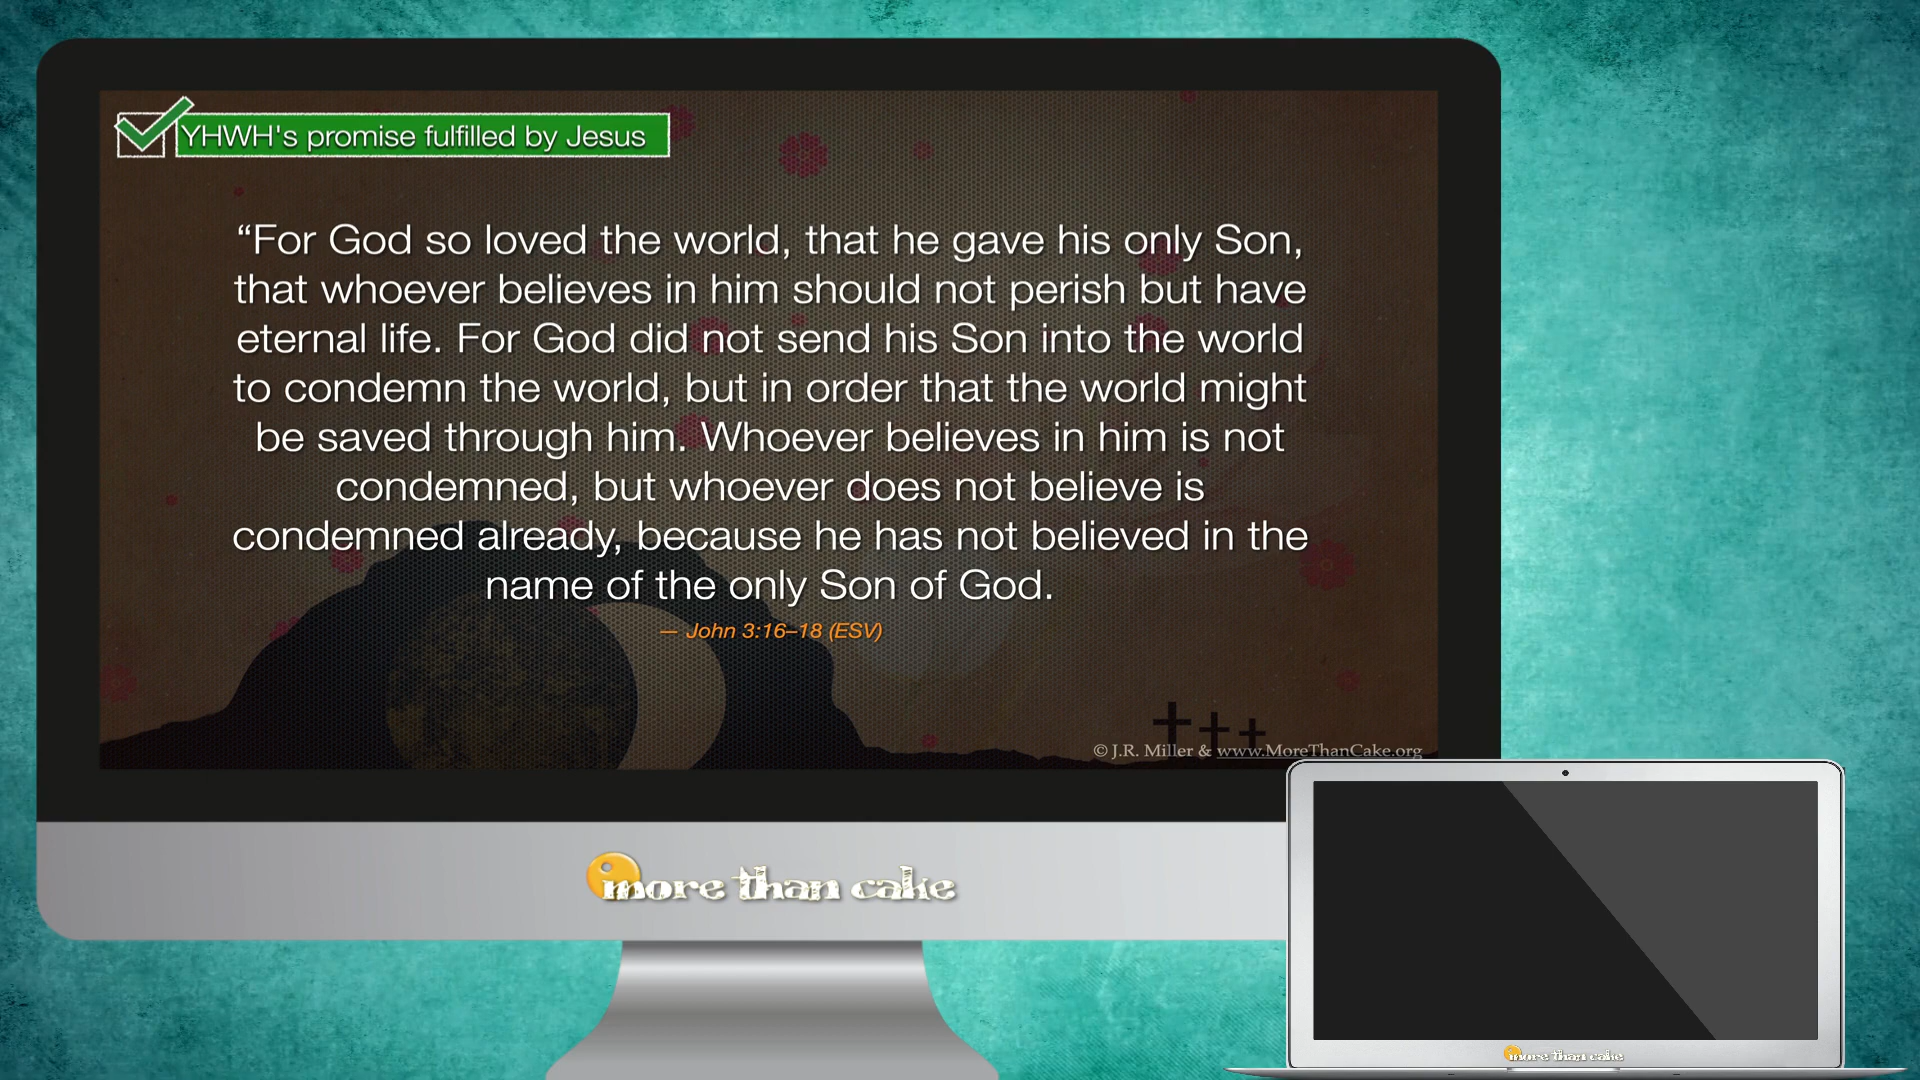 YHWH's promise fulfilled by Jesus
“For God so loved the world, that he gave his only Son,
that whoever believes in him should not perish but have
eternal life. For God did not send his Son into the world
to condemn the world, but in order that the world might
be saved through him. Whoever believes in him is not
condemned, but whoever does not believe is
condemned already, because he has not believed in the
name of the only Son of God.
— John 3:16–18 (ESV)
© J.R. Miller & www.MoreThanCake.org
more than cake
more than cake